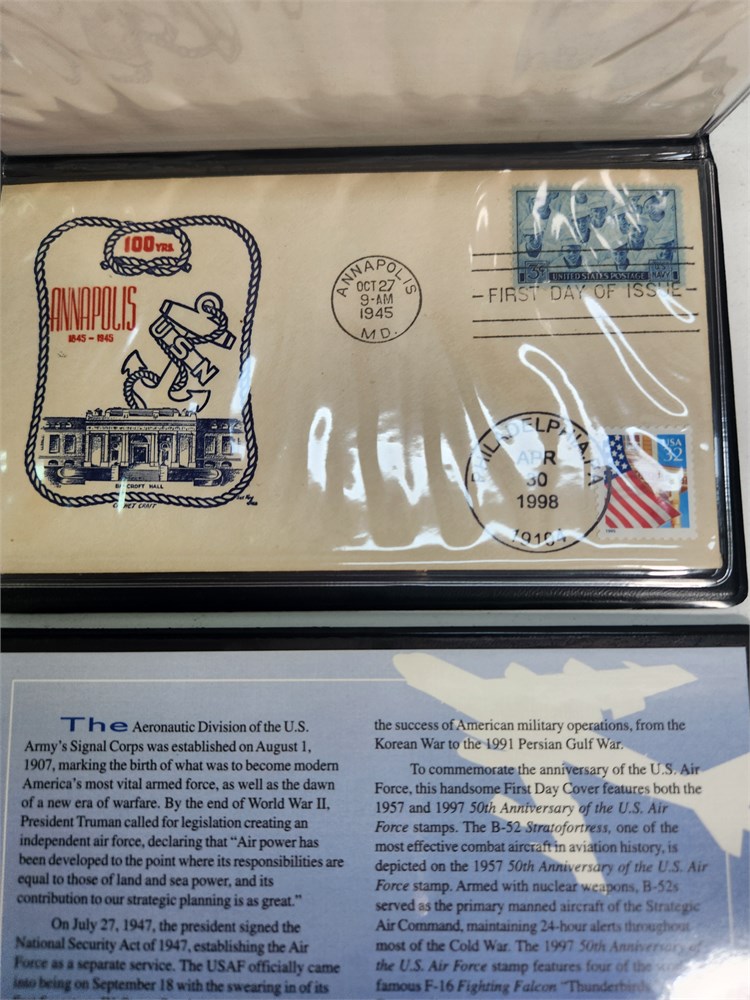 100 YRS.
ANNAPOLIS
1845-1945
USN
BANCROFT HALL
CACHET CRAFT
ANNAPOLIS
OCT 27
9-AM
1945
MD.
3¢
UNITED STATES POSTAGE
U.S. NAVY
FIRST DAY OF ISSUE
PHILADELPHIA PA
APR
30
1998
19104
USA
32
The Aeronautic Division of the U.S.
Army's Signal Corps was established on August 1,
1907, marking the birth of what was to become modern
America's most vital armed force, as well as the dawn
of a new era of warfare. By the end of World War II,
President Truman called for legislation creating an
independent air force, declaring that "Air power has
been developed to the point where its responsibilities are
equal to those of land and sea power, and its
contribution to our strategic planning is as great."
On July 27, 1947, the president signed the
National Security Act of 1947, establishing the Air
Force as a separate service. The USAF officially came
into being on September 18 with the swearing in of its
the success of American military operations, from the
Korean War to the 1991 Persian Gulf War.
To commemorate the anniversary of the U.S. Air
Force, this handsome First Day Cover features both the
1957 and 1997 50th Anniversary of the U.S. Air
Force stamps. The B-52 Stratofortress, one of the
most effective combat aircraft in aviation history, is
depicted on the 1957 50th Anniversary of the U.S. Air
Force stamp. Armed with nuclear weapons, B-52s
served as the primary manned aircraft of the Strategic
Air Command, maintaining 24-hour alerts throughout
most of the Cold War. The 1997 50th Anniversary of
the U.S. Air Force stamp features four of the world
famous F-16 Fighting Falcon "Thunderbirds,